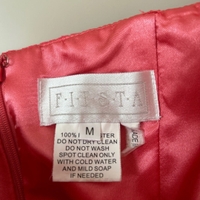 F·I·E·S·T·A
M
100%
DO NOT DRY CLEAN
DO NOT WASH
SPOT CLEAN ONLY
WITH COLD WATER
AND MILD SOAP
IF NEEDED